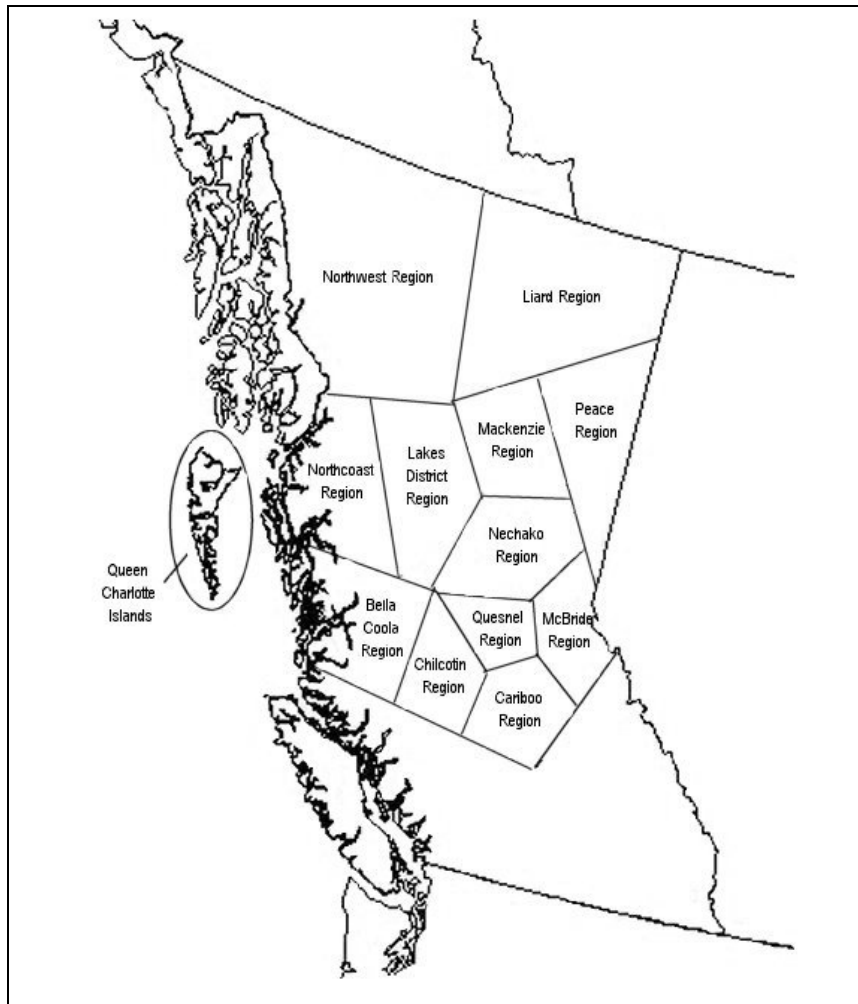 Northwest Region
Liard Region
Peace
Region
Mackenzie
Region
Lakes
District
Region
Northcoast
Region
Nechako
Region
Queen
Charlotte
Islands
Bella
Coola
Region
Quesnel
Region
McBride
Region
Chilcotin
Region
Cariboo
Region